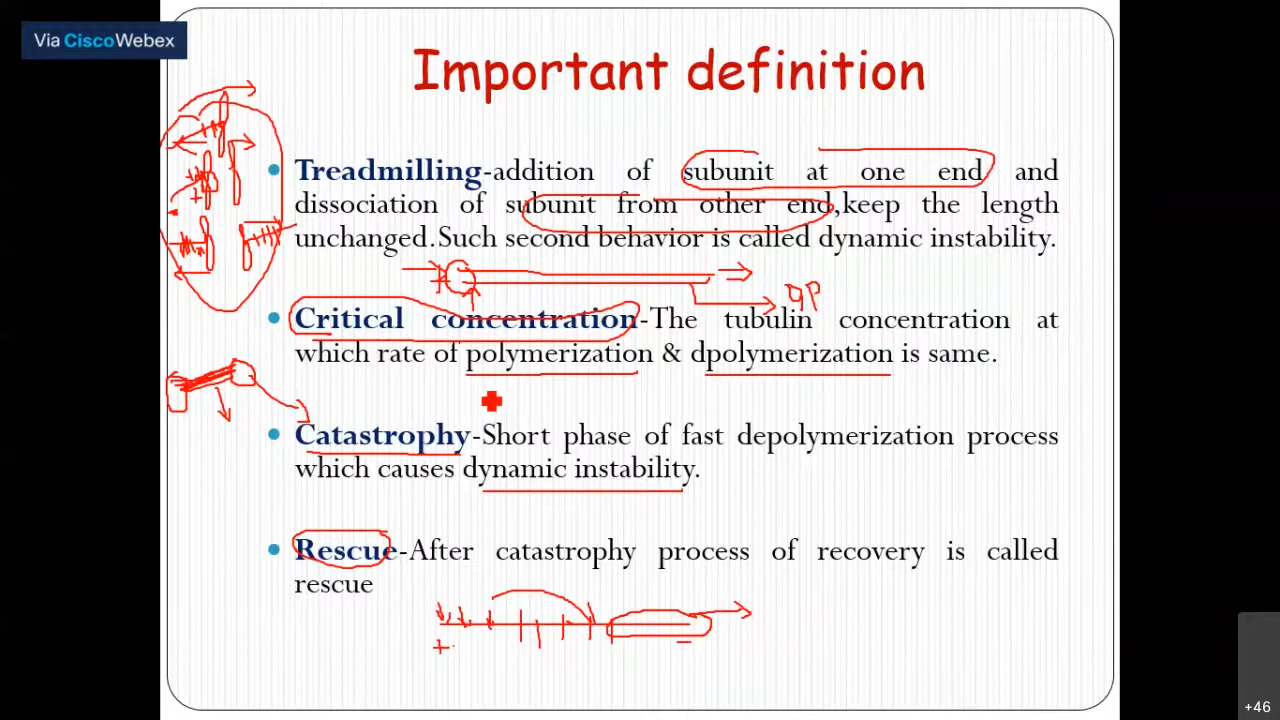 Via CiscoWebex
Important definition
• Treadmilling-addition of subunit at one end and
dissociation of subunit from other end,keep the length
unchanged.Such second behavior is called dynamic instability.
• Critical concentration-The tubulin concentration at
which rate of polymerization & dpolymerization is same.
• Catastrophy-Short phase of fast depolymerization process
which causes dynamic instability.
• Rescue-After catastrophy process of recovery is called
rescue
+
-
+46